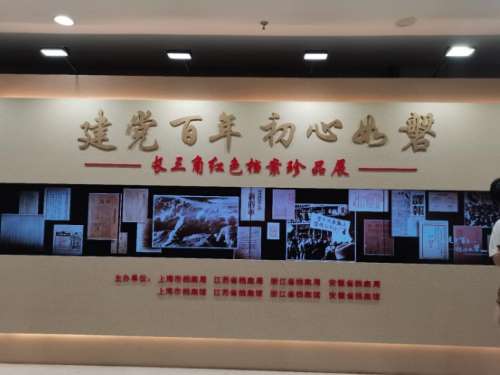 建党百年 初心如磐
长三角红色档案珍品展
主办单位： 上海市档案局 江苏省档案局 浙江省档案局 安徽省档案局
上海市档案馆 江苏省档案馆 浙江省档案馆 安徽省档案馆